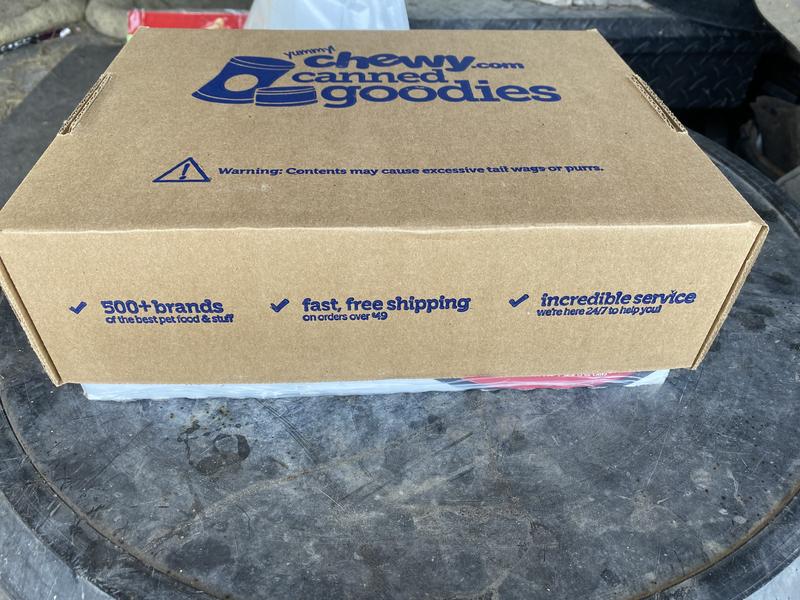 yummy!
chewy.com
canned
goodies
Warning: Contents may cause excessive tail wags or purrs.
500+ brands
of the best pet food & stuff
fast, free shipping
on orders over $49
incredible service
we're here 24/7 to help you!